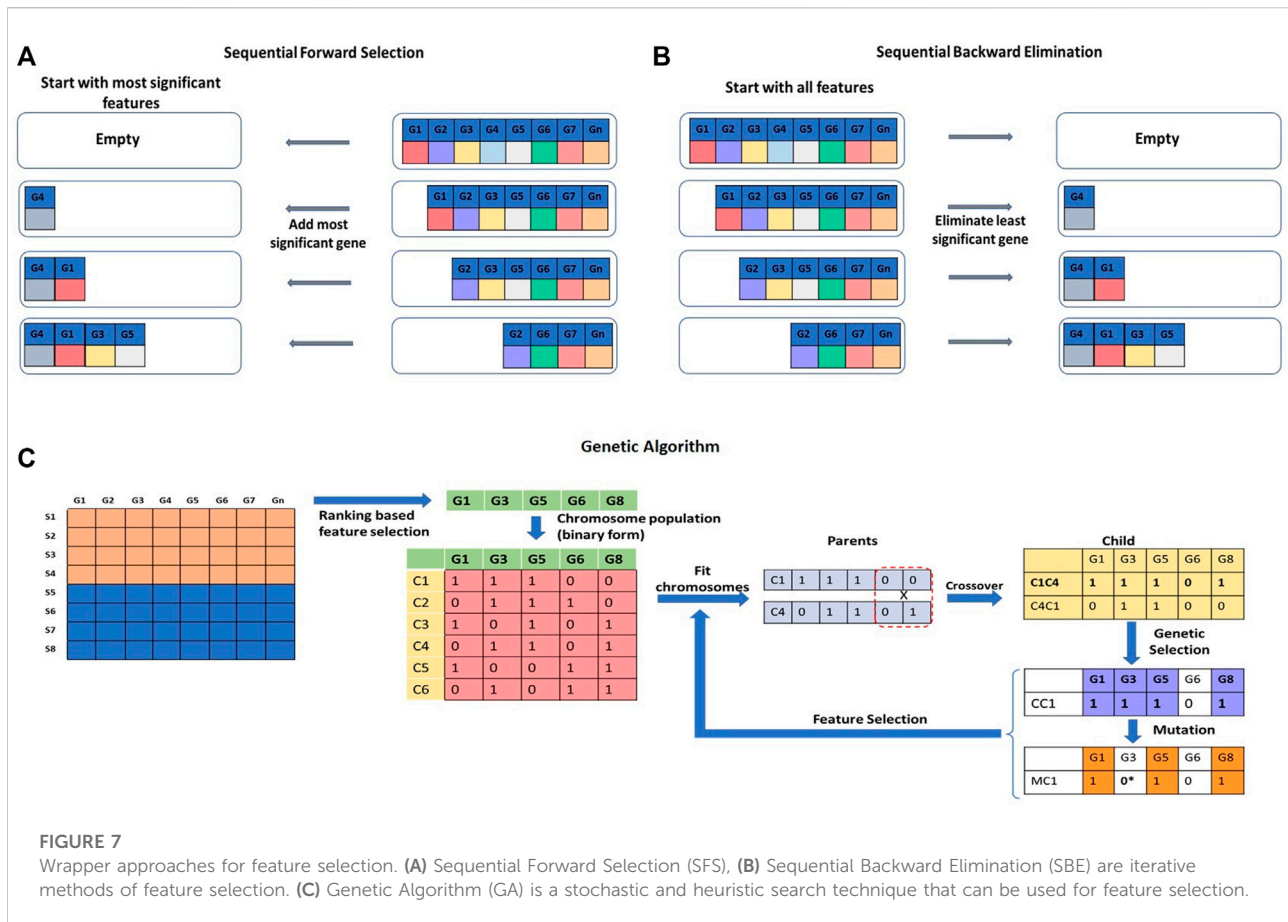 A
Sequential Forward Selection
Start with most significant
features
Empty
G1 G2 G3 G4 G5 G6 G7 Gn
G4
G1 G2 G3 G5 G6 G7 Gn
Add most
significant gene
G4 G1
G2 G3 G5 G6 G7 Gn
G4 G1 G3 G5
G2 G6 G7 Gn
B
Sequential Backward Elimination
Start with all features
G1 G2 G3 G4 G5 G6 G7 Gn
Empty
G1 G2 G3 G5 G6 G7 Gn
G4
Eliminate least
significant gene
G2 G3 G5 G6 G7 Gn
G4 G1
G2 G6 G7 Gn
G4 G1 G3 G5
C
Genetic Algorithm
G1 G2 G3 G4 G5 G6 G7 Gn
S1
S2
S3
S4
S5
S6
S7
S8
Ranking based
feature selection
G1 G3 G5 G6 G8
Chromosome population
(binary form)
G1 G3 G5 G6 G8
C1 1 1 1 0 0
C2 0 1 1 1 0
C3 1 0 1 0 1
C4 0 1 1 0 1
C5 1 0 0 1 1
C6 0 1 0 1 1
Fit
chromosomes
Parents
C1 1 1 1 0 0
X
C4 0 1 1 0 1
Crossover
Child
G1 G3 G5 G6 G8
C1C4 1 1 1 0 1
C4C1 0 1 1 0 0
Genetic
Selection
G1 G3 G5 G6 G8
CC1 1 1 1 0 1
Mutation
G1 G3 G5 G6 G8
MC1 1 0* 1 0 1
Feature Selection
FIGURE 7
Wrapper approaches for feature selection. (A) Sequential Forward Selection (SFS), (B) Sequential Backward Elimination (SBE) are iterative
methods of feature selection. (C) Genetic Algorithm (GA) is a stochastic and heuristic search technique that can be used for feature selection.